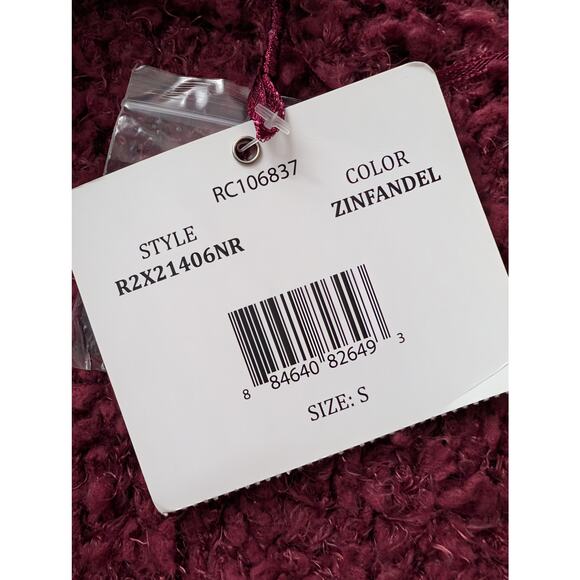 RC106837
COLOR
ZINFANDEL
STYLE
R2X21406NR
8 84640 82649 3
SIZE: S